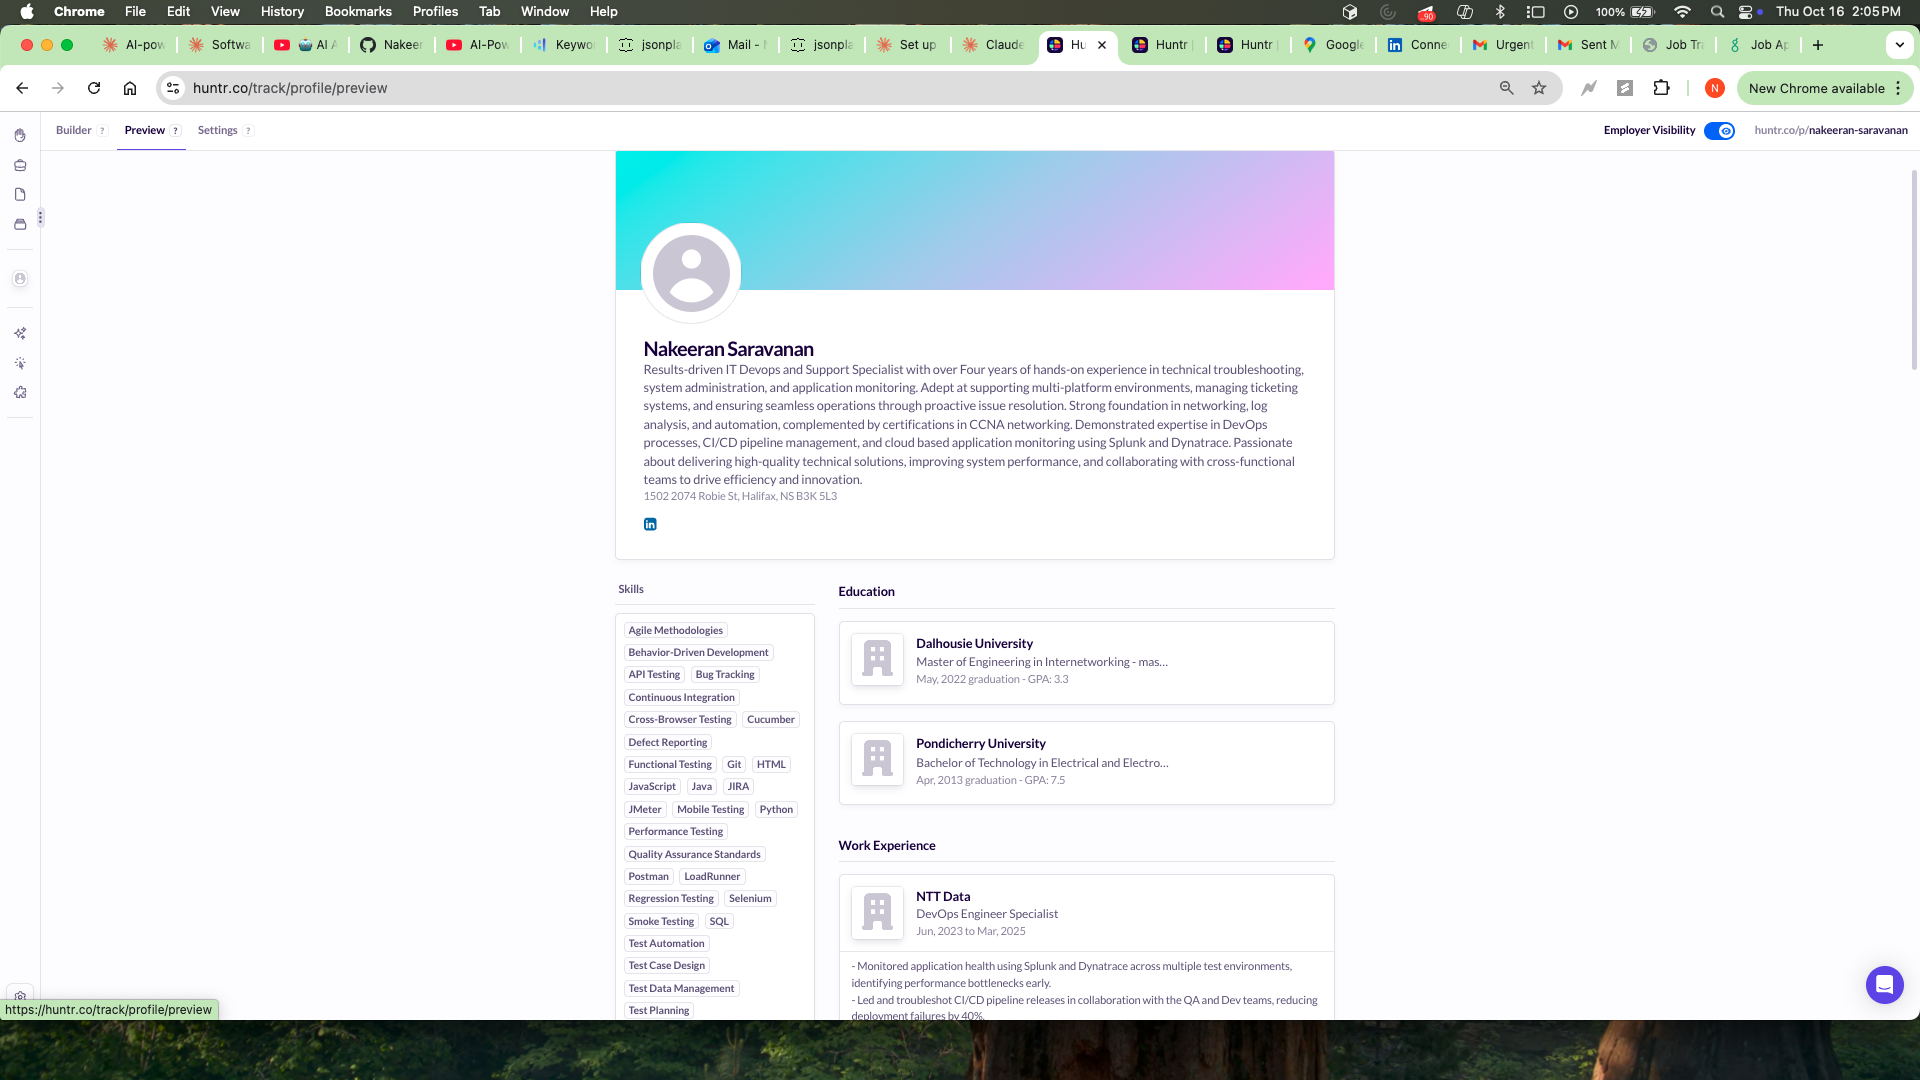 Chrome File Edit View History Bookmarks Profiles Tab Window Help
90 100% Thu Oct 16 2:05 PM
AI-pow Softwa AI A Nakeer AI-Pow Keywo jsonpla Mail - jsonpla Set up Claude Hu Huntr Huntr Google Conne Urgent Sent M Job Tr Job Ap
huntr.co/track/profile/preview
N
New Chrome available
Builder ? Preview ? Settings ?
Employer Visibility huntr.co/p/nakeeran-saravanan
Nakeeran Saravanan
Results-driven IT Devops and Support Specialist with over Four years of hands-on experience in technical troubleshooting,
system administration, and application monitoring. Adept at supporting multi-platform environments, managing ticketing
systems, and ensuring seamless operations through proactive issue resolution. Strong foundation in networking, log
analysis, and automation, complemented by certifications in CCNA networking. Demonstrated expertise in DevOps
processes, CI/CD pipeline management, and cloud based application monitoring using Splunk and Dynatrace. Passionate
about delivering high-quality technical solutions, improving system performance, and collaborating with cross-functional
teams to drive efficiency and innovation.
1502 2074 Robie St, Halifax, NS B3K 5L3
in
Skills
Agile Methodologies
Behavior-Driven Development
API Testing Bug Tracking
Continuous Integration
Cross-Browser Testing Cucumber
Defect Reporting
Functional Testing Git HTML
JavaScript Java JIRA
JMeter Mobile Testing Python
Performance Testing
Quality Assurance Standards
Postman LoadRunner
Regression Testing Selenium
Smoke Testing SQL
Test Automation
Test Case Design
Test Data Management
Test Planning
Education
Dalhousie University
Master of Engineering in Internetworking - mas...
May, 2022 graduation - GPA: 3.3
Pondicherry University
Bachelor of Technology in Electrical and Electro...
Apr, 2013 graduation - GPA: 7.5
Work Experience
NTT Data
DevOps Engineer Specialist
Jun, 2023 to Mar, 2025
- Monitored application health using Splunk and Dynatrace across multiple test environments,
identifying performance bottlenecks early.
- Led and troubleshot CI/CD pipeline releases in collaboration with the QA and Dev teams, reducing
deployment failures by 40%.
https://huntr.co/track/profile/preview